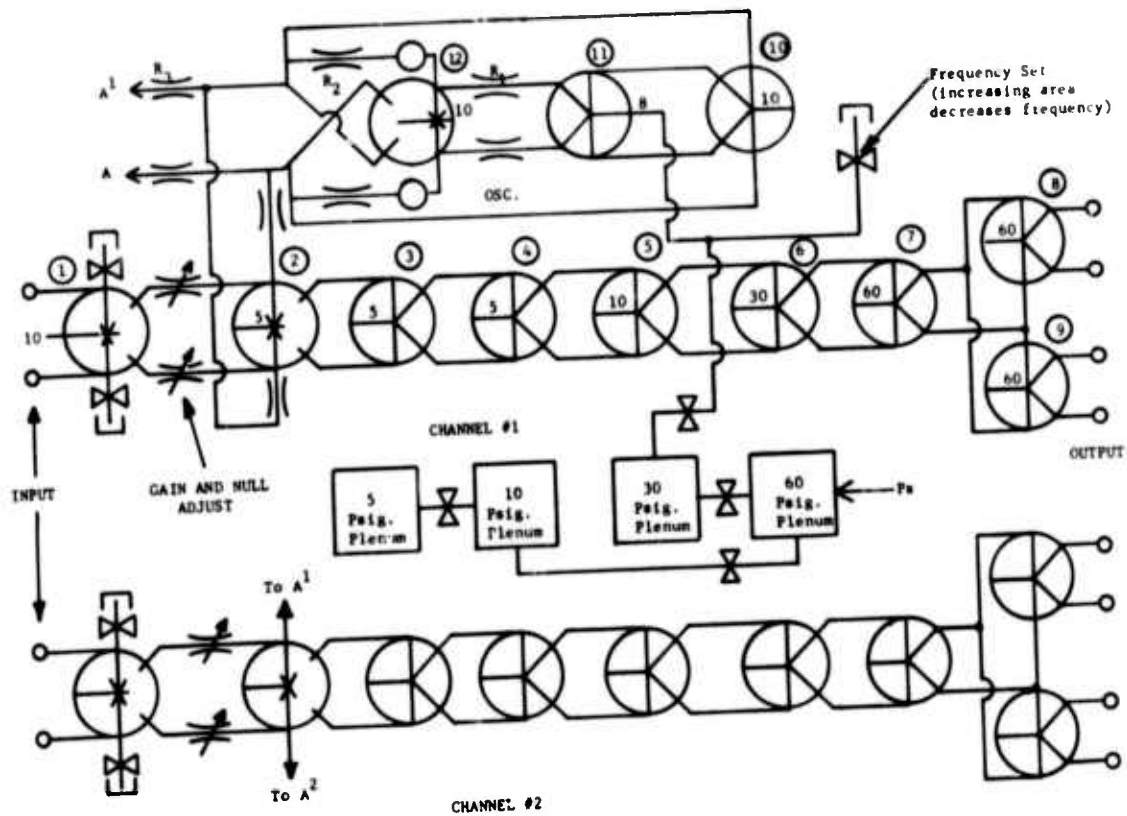 12
11
10
A1
R1
R2
R1
10
8
10
Frequency Set
(increasing area
decreases frequency)
A
OSC.
1
2
3
4
5
6
7
8
10
5
5
5
10
30
60
60
9
60
CHANNEL #1
OUTPUT
INPUT
GAIN AND NULL
ADJUST
5
Psig.
Plenum
10
Psig.
Plenum
30
Psig.
Plenum
60
Psig.
Plenum
Ps
To A1
To A2
CHANNEL #2